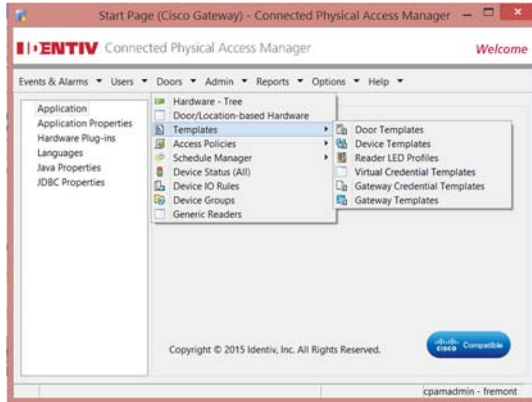 Start Page (Cisco Gateway) - Connected Physical Access Manager
IDENTIV Connected Physical Access Manager
Welcome
Events & Alarms Users Doors Admin Reports Options Help
Application
Application Properties
Hardware Plug-ins
Languages
Java Properties
JDBC Properties
Hardware - Tree
Door/Location-based Hardware
Templates
Access Policies
Schedule Manager
Device Status (All)
Device IO Rules
Device Groups
Generic Readers
Door Templates
Device Templates
Reader LED Profiles
Virtual Credential Templates
Gateway Credential Templates
Gateway Templates
Copyright © 2015 Identiv, Inc. All Rights Reserved.
CISCO Compatible
cpamadmin - fremont